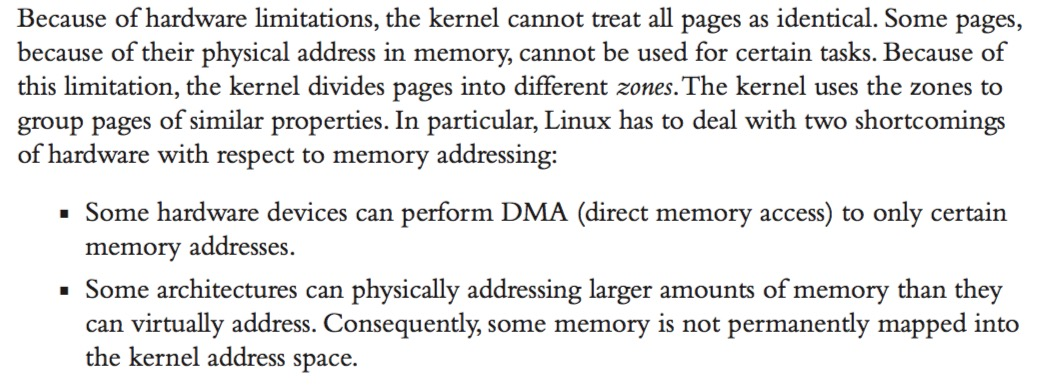 Because of hardware limitations, the kernel cannot treat all pages as identical. Some pages,
because of their physical address in memory, cannot be used for certain tasks. Because of
this limitation, the kernel divides pages into different zones. The kernel uses the zones to
group pages of similar properties. In particular, Linux has to deal with two shortcomings
of hardware with respect to memory addressing:
▪ Some hardware devices can perform DMA (direct memory access) to only certain
memory addresses.
▪ Some architectures can physically addressing larger amounts of memory than they
can virtually address. Consequently, some memory is not permanently mapped into
the kernel address space.